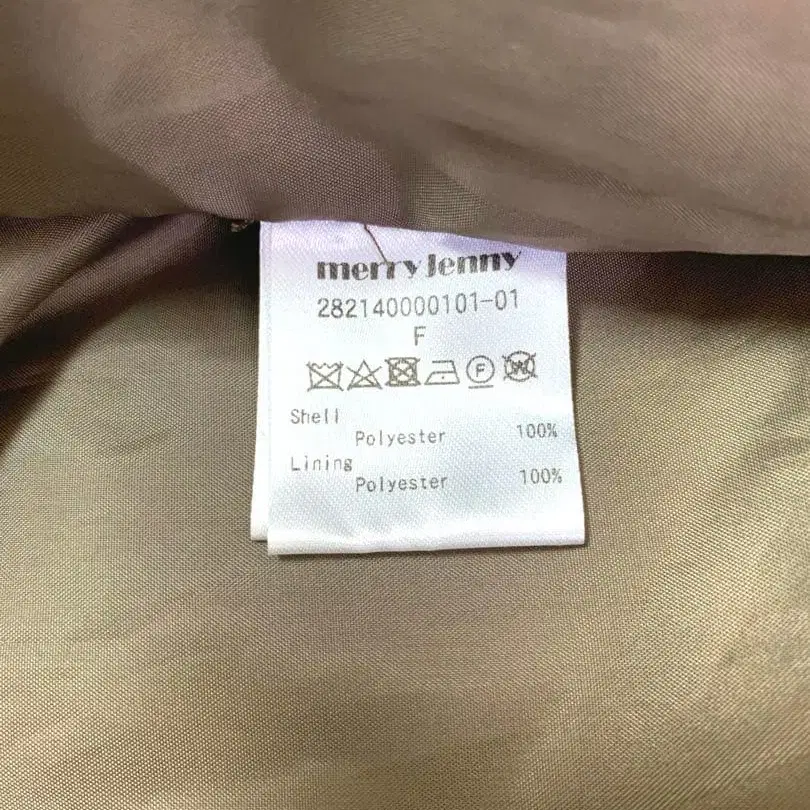 merry jenny
282140000101-01
F
F W
Shell
Polyester 100%
Lining
Polyester 100%